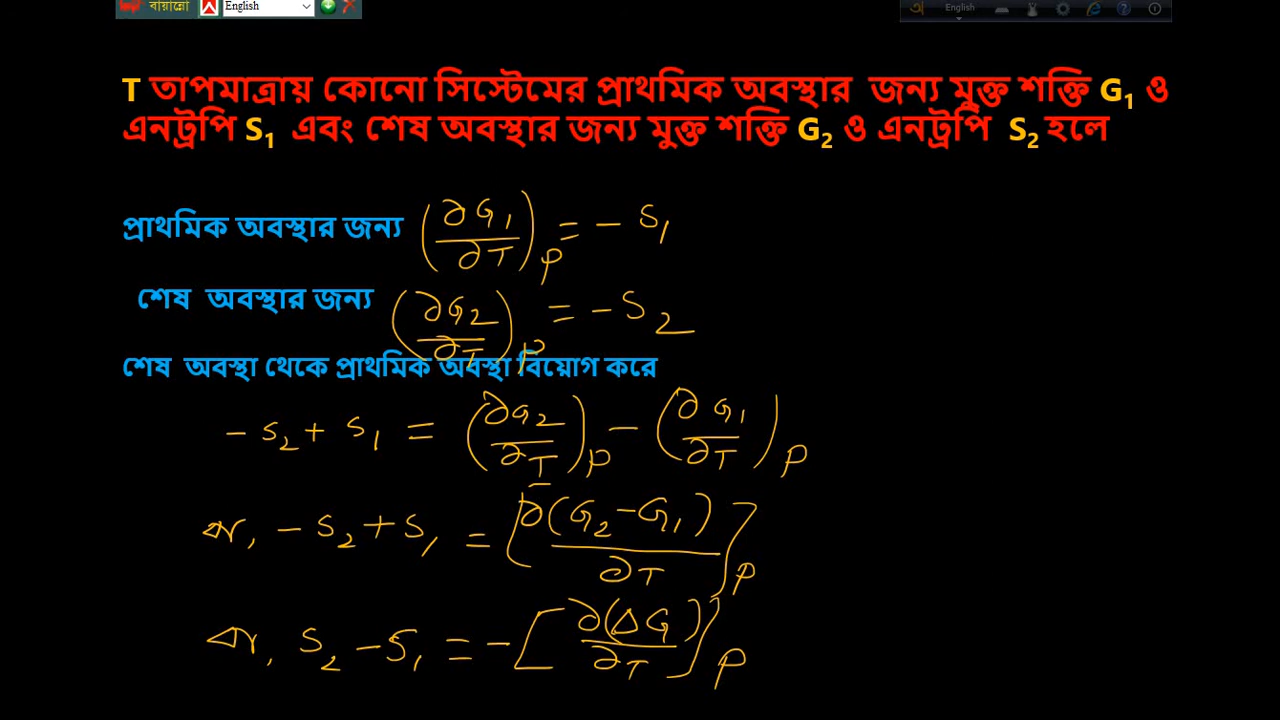 বায়ান্নো English English
T তাপমাত্রায় কোনো সিস্টেমের প্রাথমিক অবস্থার জন্য মুক্ত শক্তি G₁ ও
এনট্রপি S₁ এবং শেষ অবস্থার জন্য মুক্ত শক্তি G₂ ও এনট্রপি S₂ হলে
প্রাথমিক অবস্থার জন্য (∂G₁/∂T)ₚ = − S₁
শেষ অবস্থার জন্য (∂G₂/∂T)ₚ = − S₂
শেষ অবস্থা থেকে প্রাথমিক অবস্থা বিয়োগ করে
− S₂ + S₁ = (∂G₂/∂T)ₚ − (∂G₁/∂T)ₚ
বা, − S₂ + S₁ = [∂(G₂ − G₁)/∂T]ₚ
বা, S₂ − S₁ = − [∂(ΔG)/∂T]ₚ